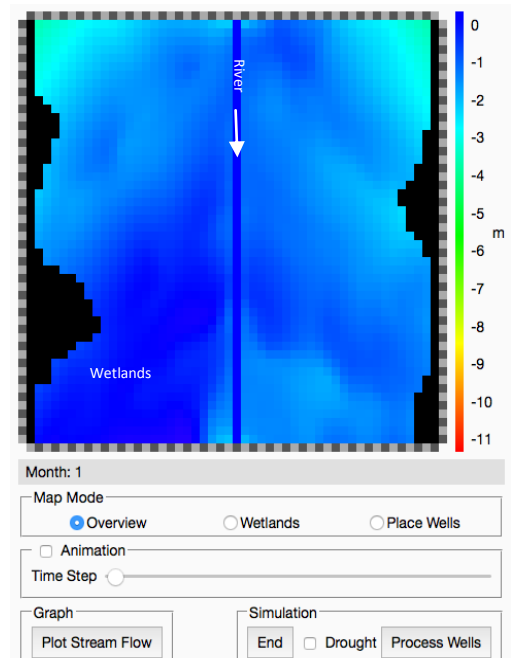 0
-1
-2
-3
-4
-5
m
-6
-7
-8
-9
-10
-11
River
Wetlands
Month: 1
Map Mode
Overview Wetlands Place Wells
Animation
Time Step
Graph Simulation
Plot Stream Flow End Drought Process Wells